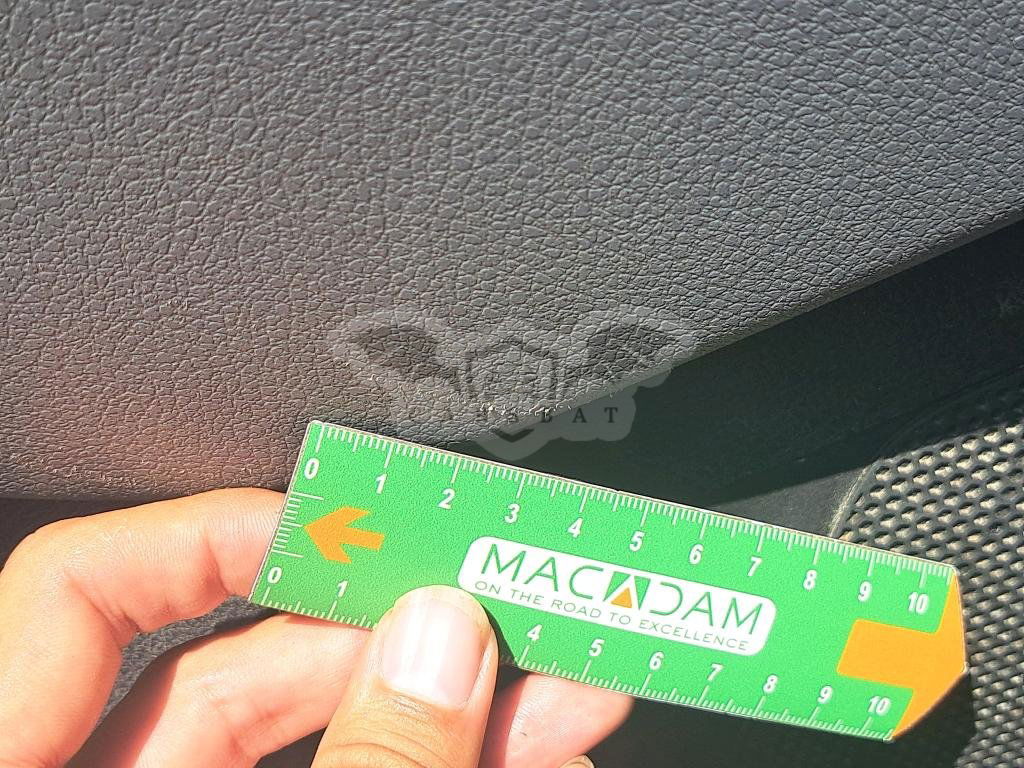 0 1 2 3 4 5 6 7 8 9 10
MACADAM
ON THE ROAD TO EXCELLENCE
0 1 4 5 6 7 8 9 10